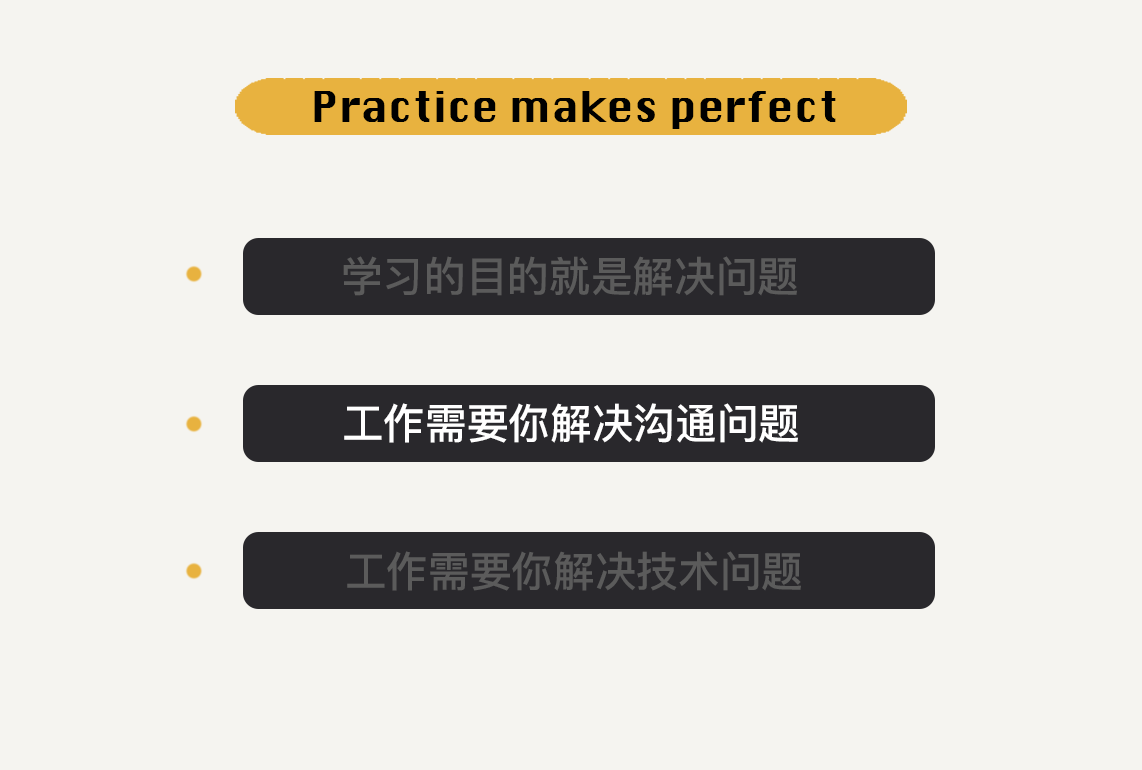 Practice makes perfect
学习的目的就是解决问题
工作需要你解决沟通问题
工作需要你解决技术问题